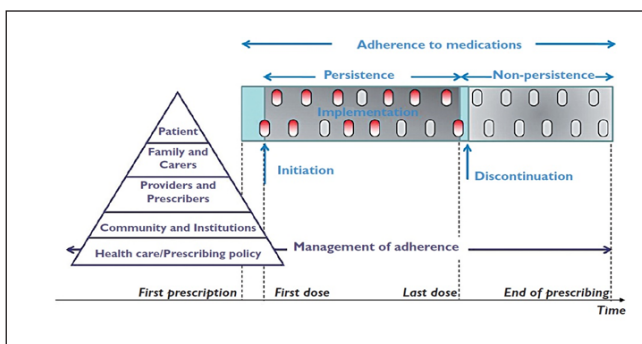 Adherence to medications
Persistence
Non-persistence
Implementation
Patient
Family and
Carers
Providers and
Prescribers
Community and Institutions
Health care/Prescribing policy
Initiation
Discontinuation
Management of adherence
First prescription
First dose
Last dose
End of prescribing
Time